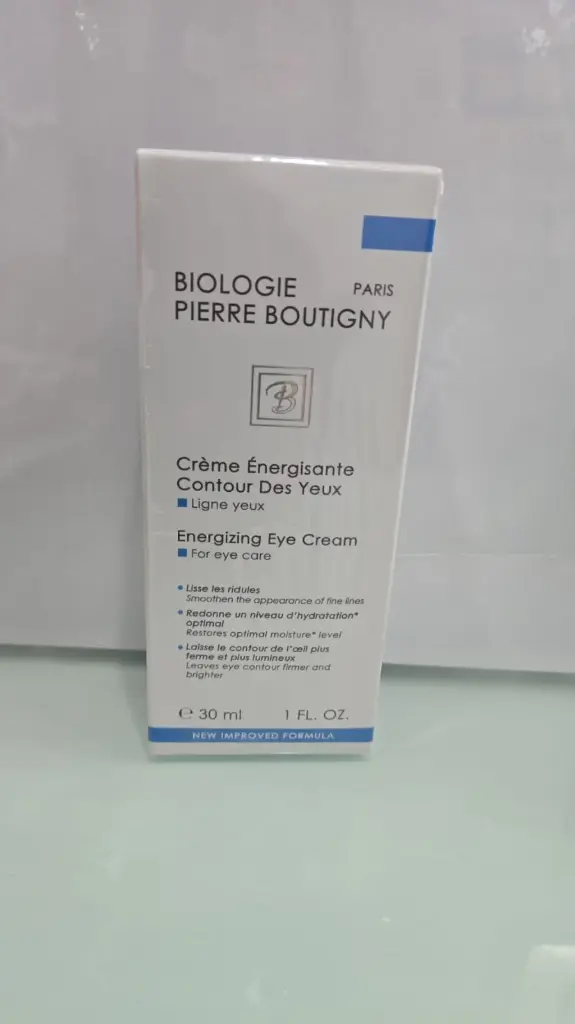 BIOLOGIE PARIS
PIERRE BOUTIGNY
B
Crème Énergisante
Contour Des Yeux
Ligne yeux
Energizing Eye Cream
For eye care
• Lisse les ridules
Smoothen the appearance of fine lines
• Redonne un niveau d'hydratation*
optimal
Restores optimal moisture* level
• Laisse le contour de l'œil plus
ferme et plus lumineux
Leaves eye contour firmer and
brighter
℮ 30 ml 1 FL. OZ.
NEW IMPROVED FORMULA